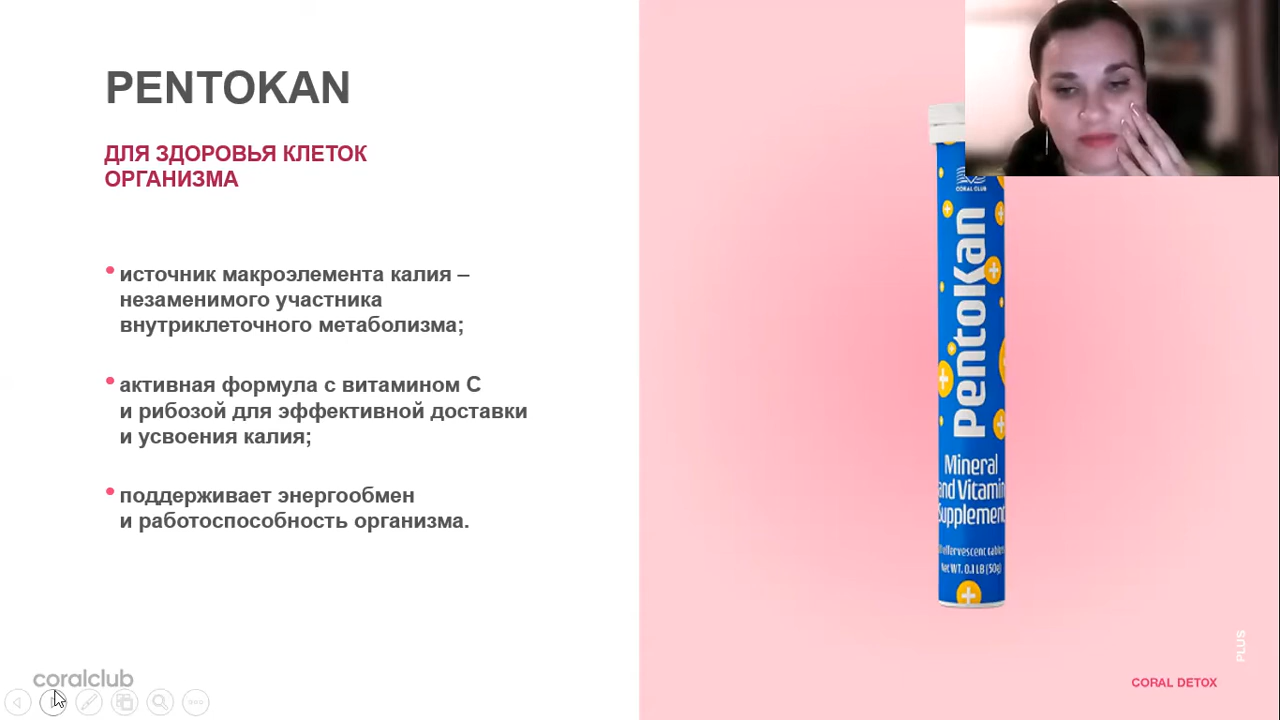 PENTOKAN
ДЛЯ ЗДОРОВЬЯ КЛЕТОК
ОРГАНИЗМА
источник макроэлемента калия –
незаменимого участника
внутриклеточного метаболизма;
активная формула с витамином С
и рибозой для эффективной доставки
и усвоения калия;
поддерживает энергообмен
и работоспособность организма.
CORAL CLUB
PentoKan
Mineral
and Vitamin
Supplement
effervescent tablets
Net WT. 0.1 LB (50g)
PLUS
CORAL DETOX
coralclub